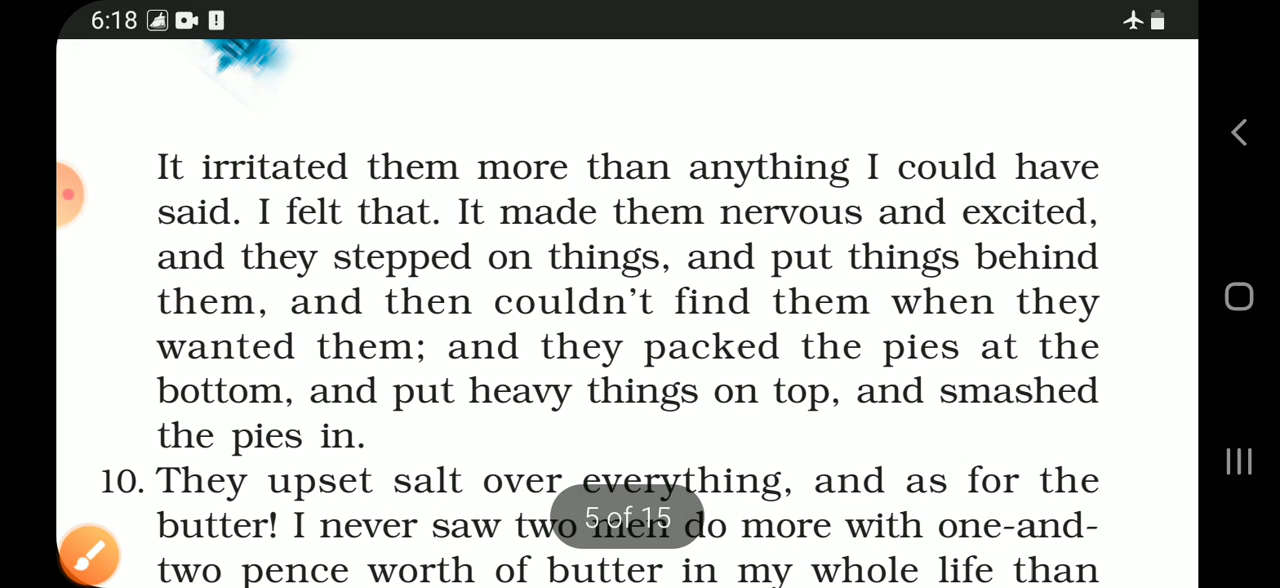 6:18
It irritated them more than anything I could have
said. I felt that. It made them nervous and excited,
and they stepped on things, and put things behind
them, and then couldn't find them when they
wanted them; and they packed the pies at the
bottom, and put heavy things on top, and smashed
the pies in.
10. They upset salt over everything, and as for the
butter! I never saw two men do more with one-and-
5 of 15
two pence worth of butter in my whole life than